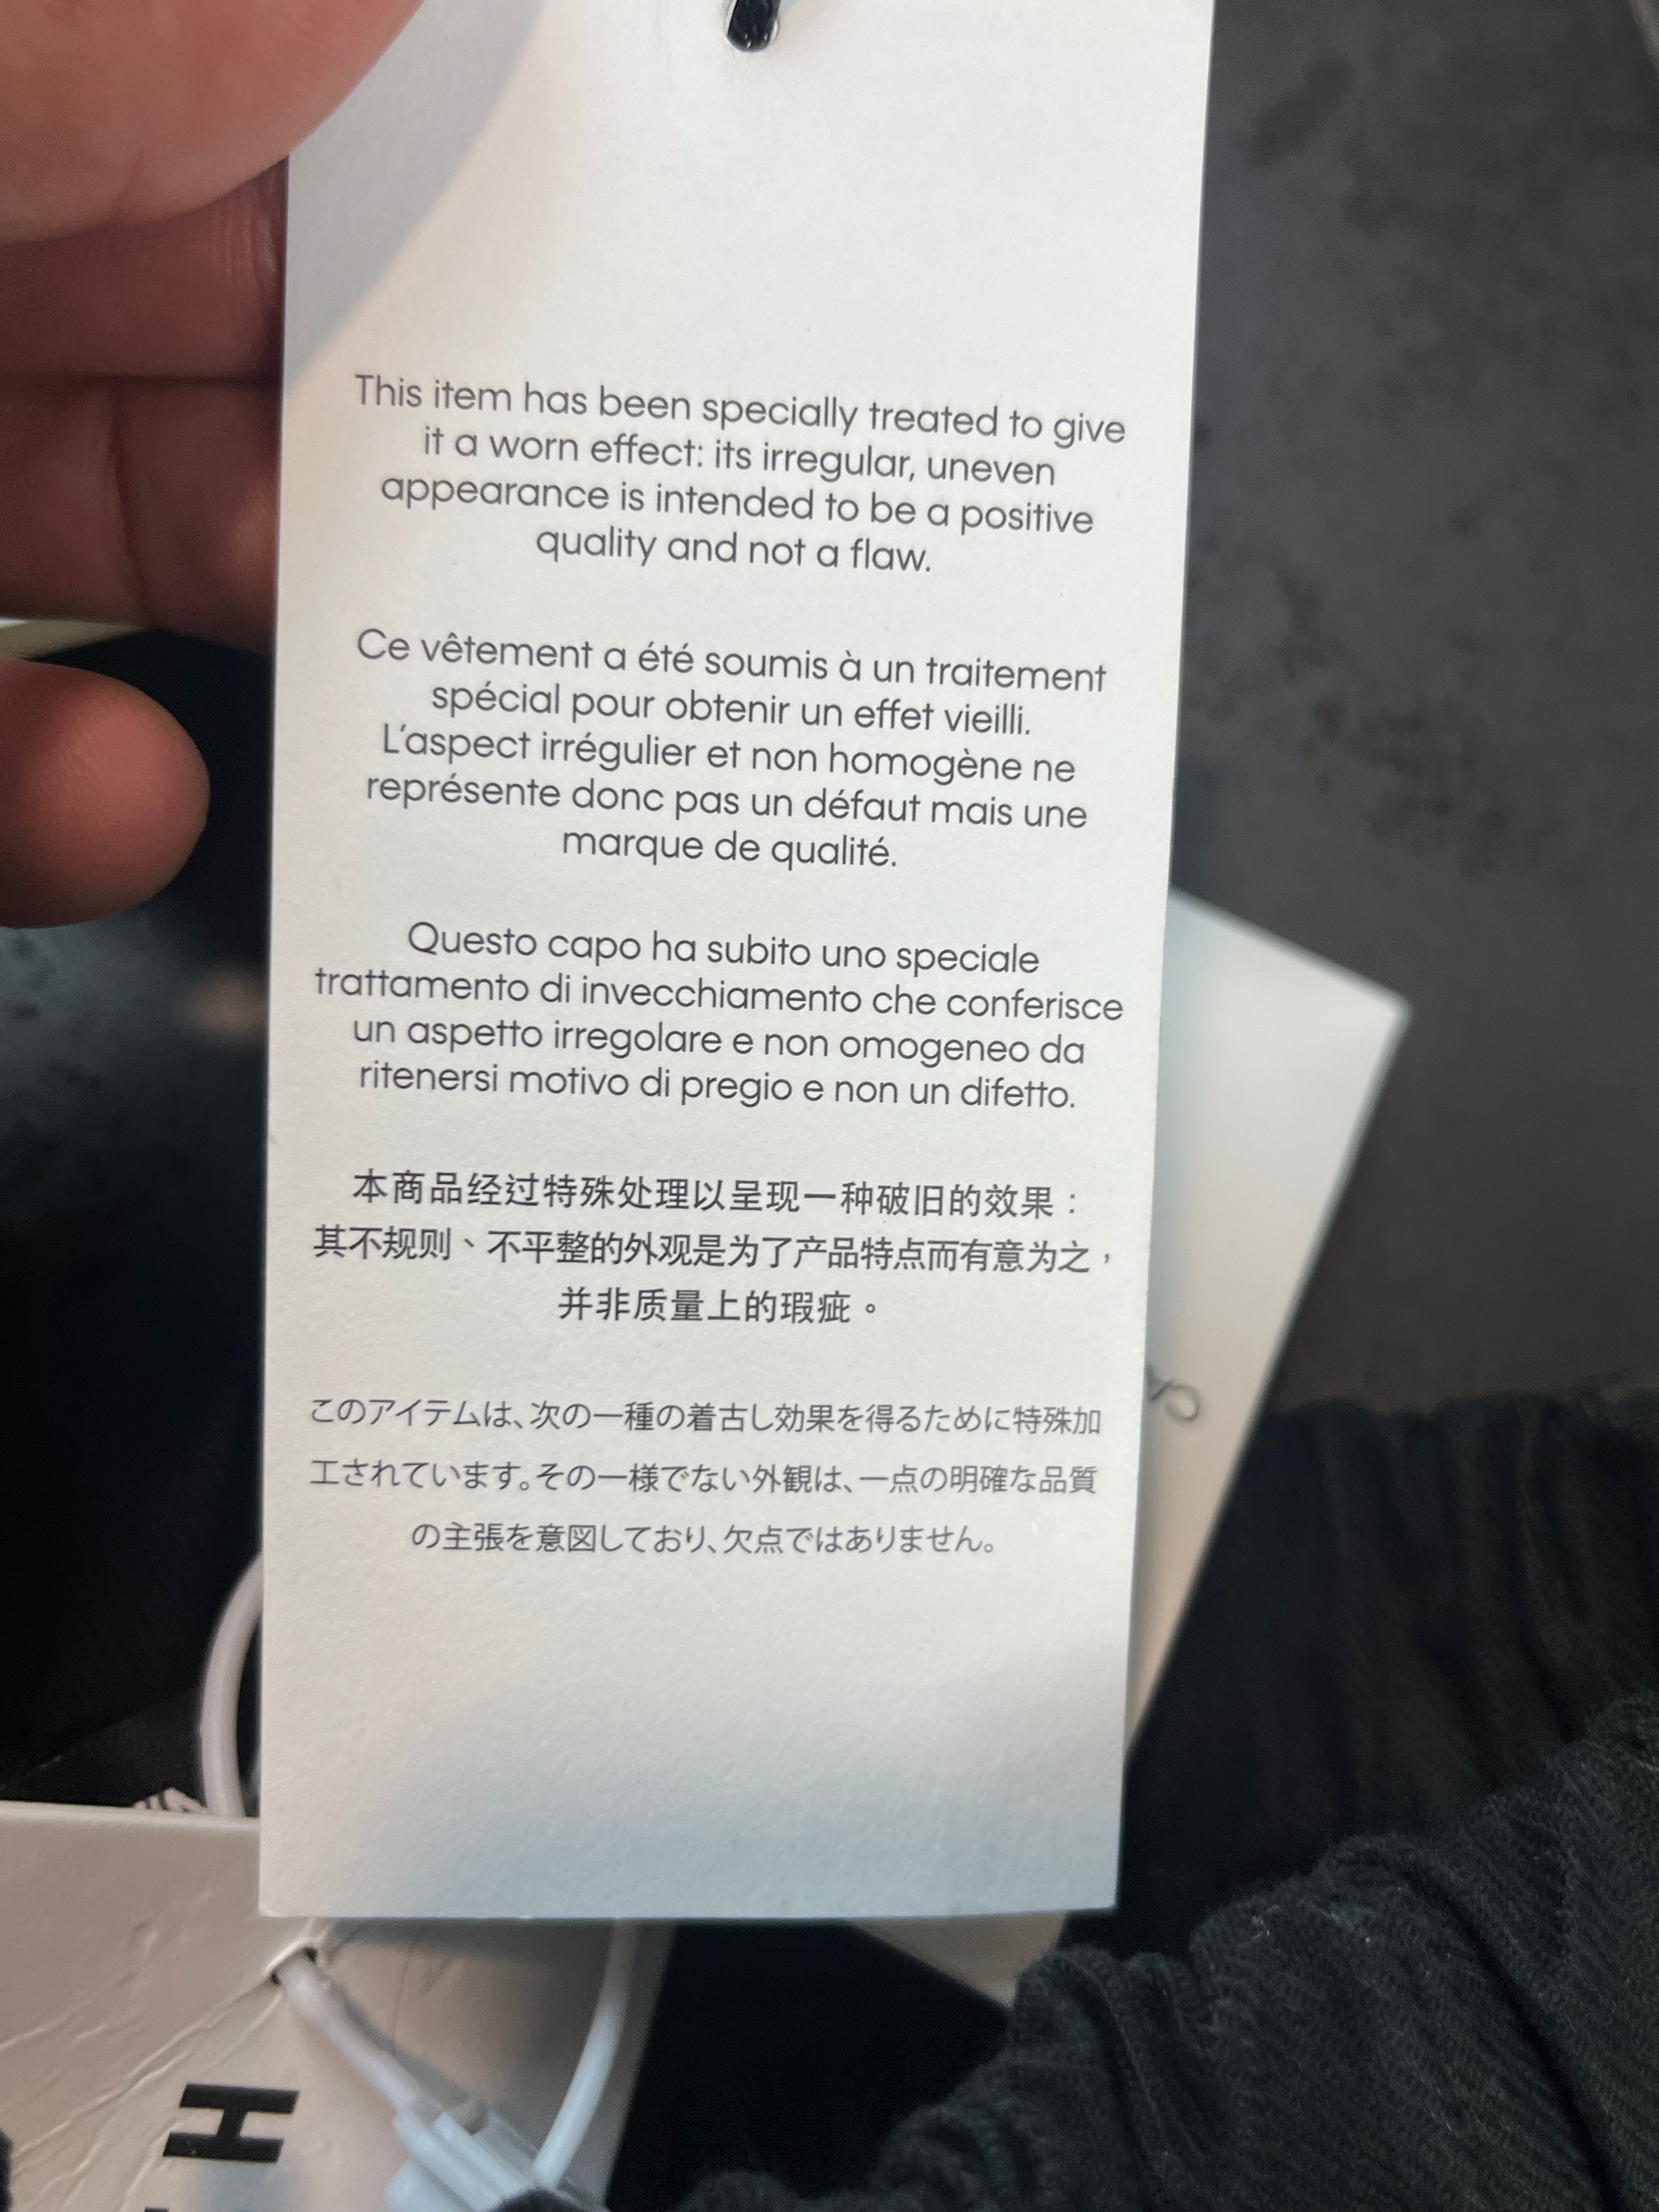 This item has been specially treated to give
it a worn effect: its irregular, uneven
appearance is intended to be a positive
quality and not a flaw.
Ce vêtement a été soumis à un traitement
spécial pour obtenir un effet vieilli.
L'aspect irrégulier et non homogène ne
représente donc pas un défaut mais une
marque de qualité.
Questo capo ha subito uno speciale
trattamento di invecchiamento che conferisce
un aspetto irregolare e non omogeneo da
ritenersi motivo di pregio e non un difetto.
本商品经过特殊处理以呈现一种破旧的效果：
其不规则、不平整的外观是为了产品特点而有意为之，
并非质量上的瑕疵。
このアイテムは、次の一種の着古し効果を得るために特殊加
工されています。その一様でない外観は、一点の明確な品質
の主張を意図しており、欠点ではありません。
H